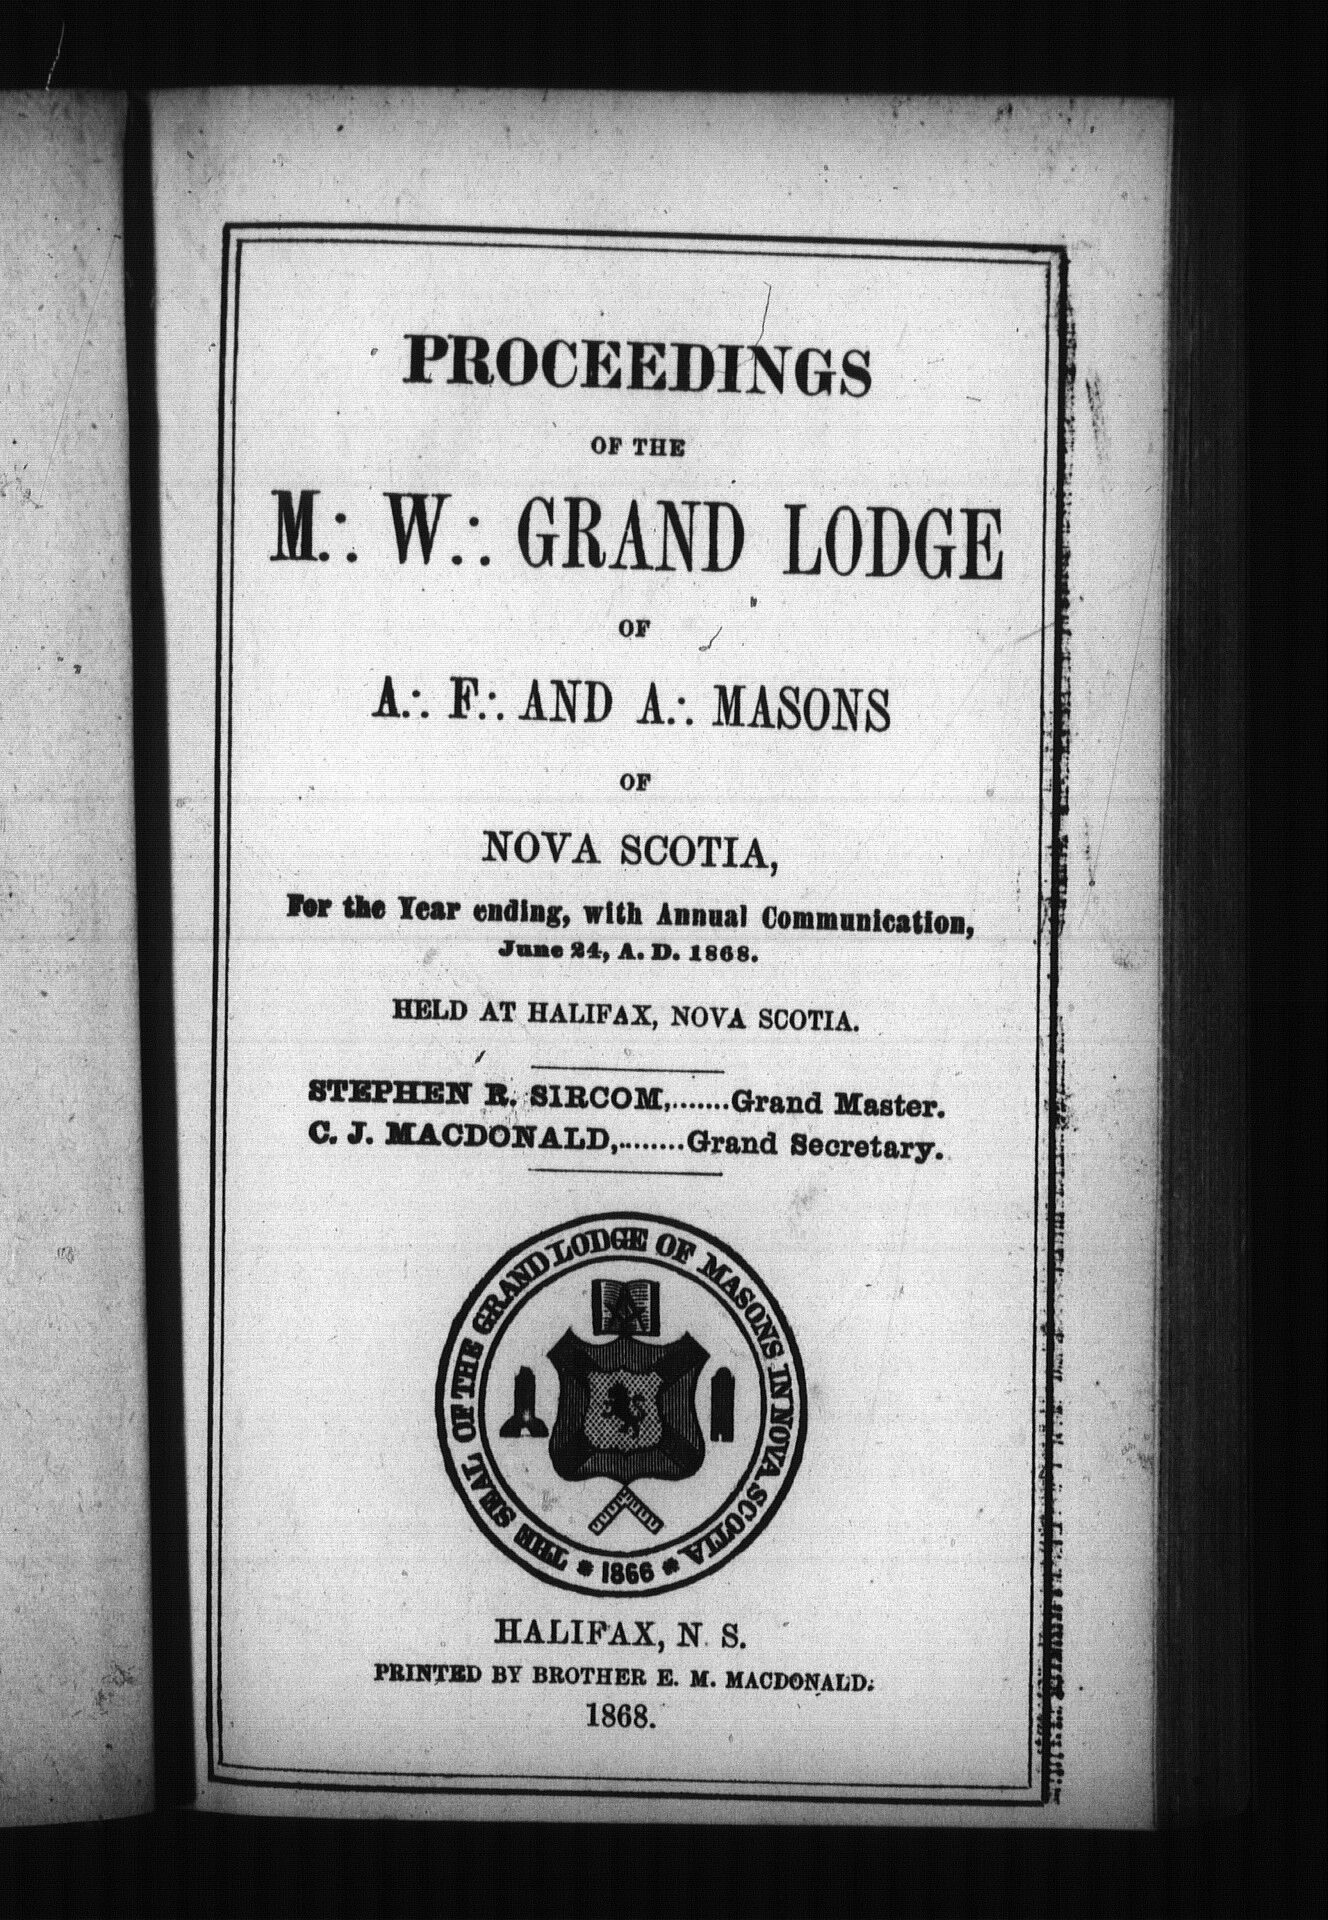 PROCEEDINGS
OF THE
M.·. W.·. GRAND LODGE
OF
A.·. F.·. AND A.·. MASONS
OF
NOVA SCOTIA,
For the Year ending, with Annual Communication,
June 24, A. D. 1868.
HELD AT HALIFAX, NOVA SCOTIA.
STEPHEN R. SIRCOM,.......Grand Master.
C. J. MACDONALD,........Grand Secretary.
THE SEAL OF THE GRAND LODGE OF MASONS IN NOVA SCOTIA
* 1866 *
HALIFAX, N. S.
PRINTED BY BROTHER E. M. MACDONALD.
1868.